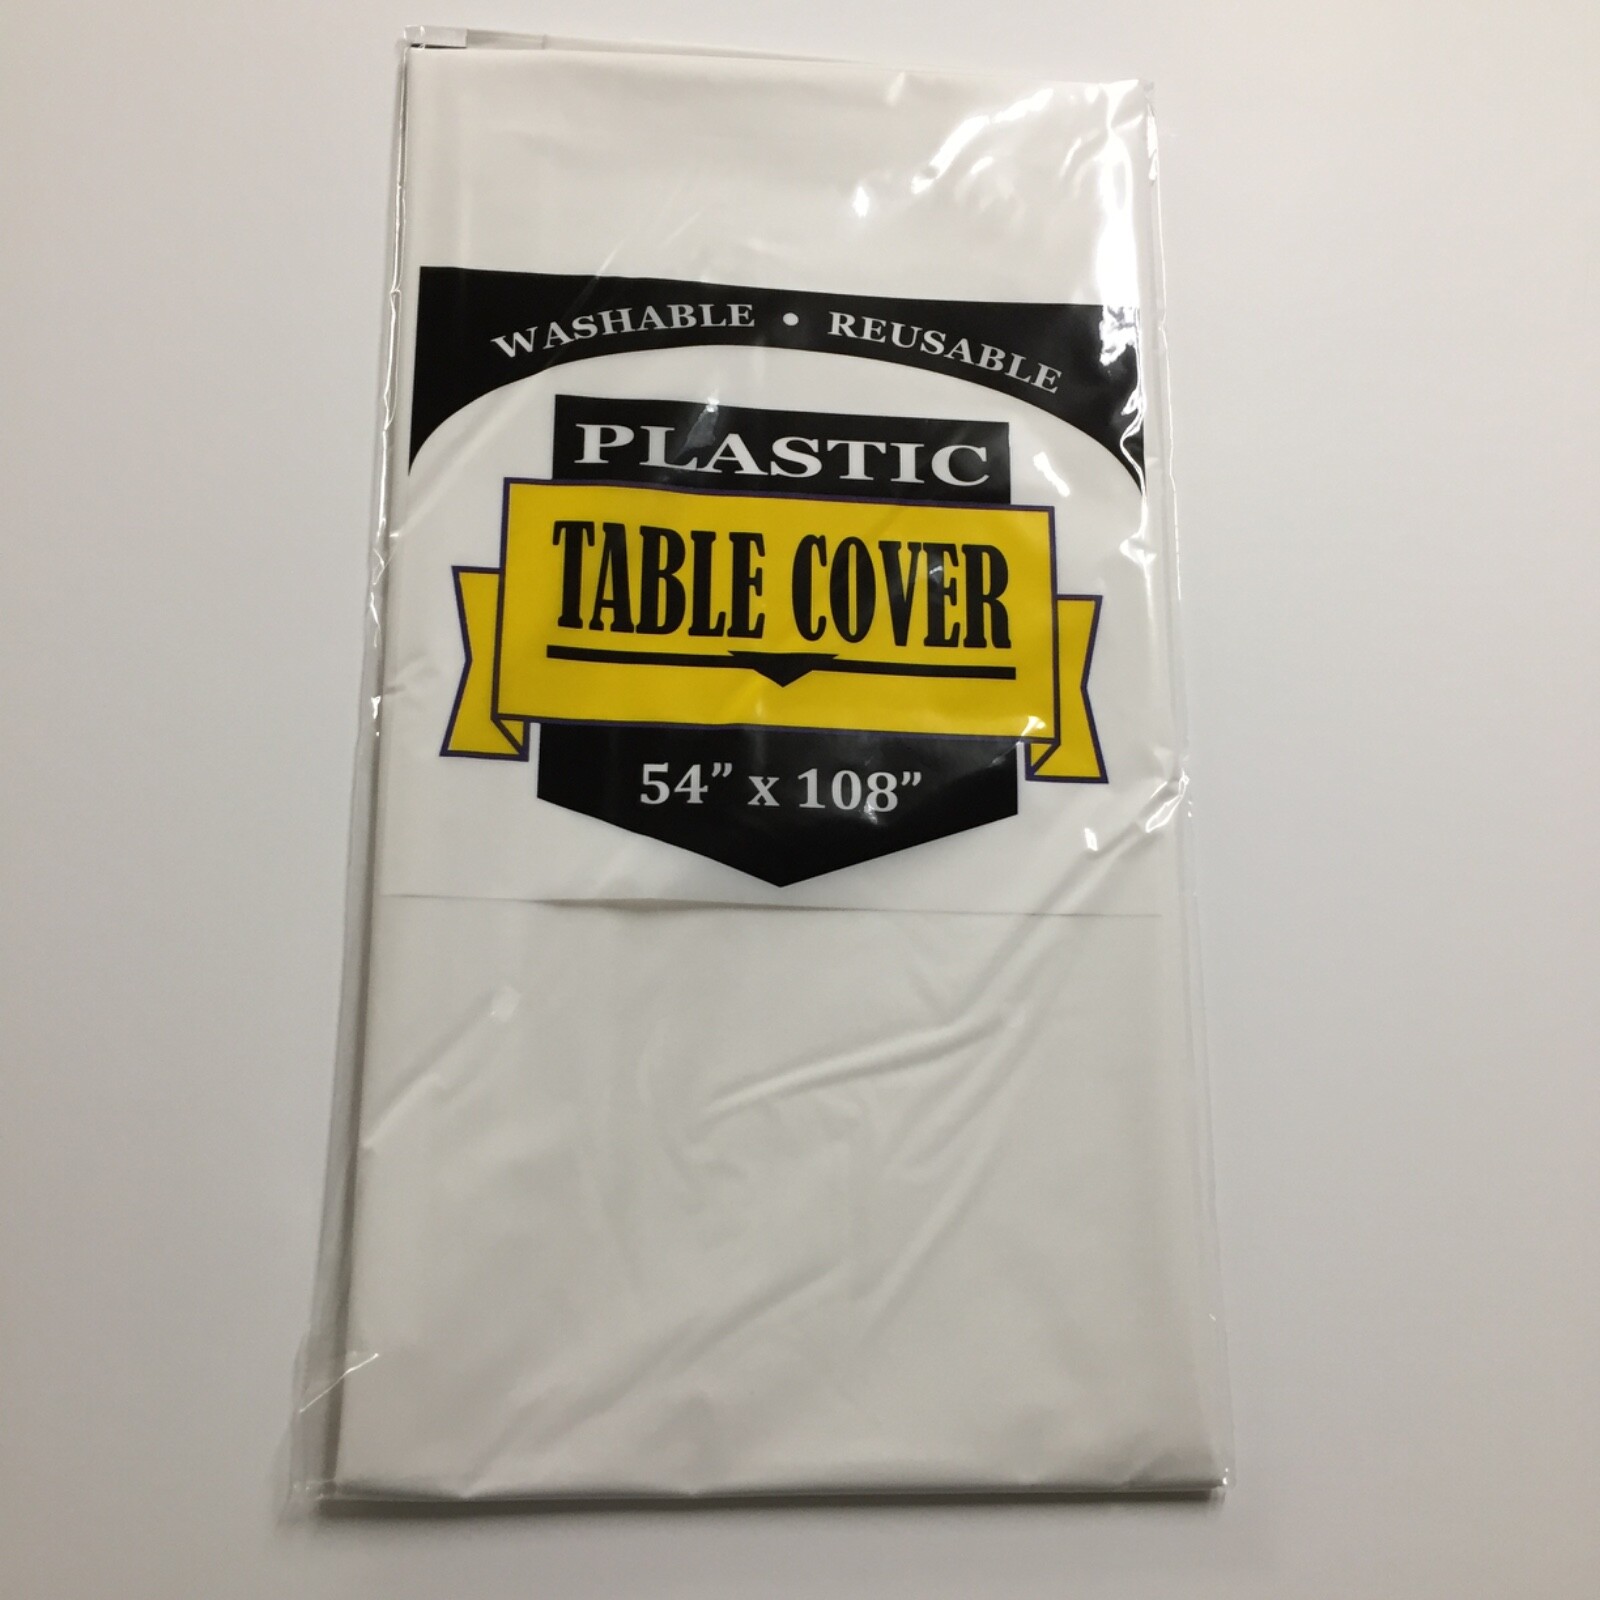 WASHABLE • REUSABLE
PLASTIC
TABLE COVER
54” x 108”